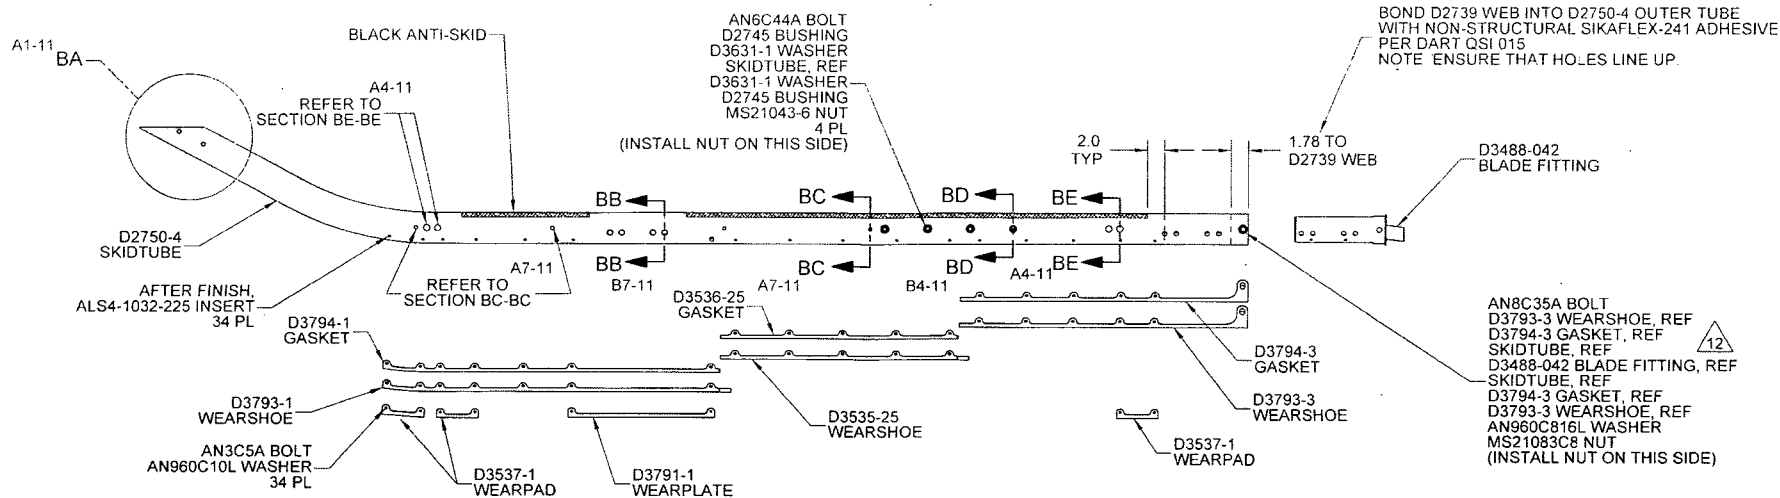 A1-11
BA
BLACK ANTI-SKID
A4-11
REFER TO
SECTION BE-BE
AN6C44A BOLT
D2745 BUSHING
D3631-1 WASHER
SKIDTUBE, REF
D3631-1 WASHER
D2745 BUSHING
MS21043-6 NUT
4 PL
(INSTALL NUT ON THIS SIDE)
BOND D2739 WEB INTO D2750-4 OUTER TUBE
WITH NON-STRUCTURAL SIKAFLEX-241 ADHESIVE
PER DART QSI 015
NOTE ENSURE THAT HOLES LINE UP.
2.0
TYP
1.78 TO
D2739 WEB
D3488-042
BLADE FITTING
BB
BC
BD
BE
D2750-4
SKIDTUBE
BB
BC
BD
BE
A7-11
B7-11
A7-11
B4-11
A4-11
REFER TO
SECTION BC-BC
AFTER FINISH,
ALS4-1032-225 INSERT
34 PL
D3794-1
GASKET
D3536-25
GASKET
D3794-3
GASKET
D3793-1
WEARSHOE
D3535-25
WEARSHOE
D3793-3
WEARSHOE
AN3C5A BOLT
AN960C10L WASHER
34 PL
D3537-1
WEARPAD
D3791-1
WEARPLATE
D3537-1
WEARPAD
AN8C35A BOLT
D3793-3 WEARSHOE, REF
D3794-3 GASKET, REF
SKIDTUBE, REF
D3488-042 BLADE FITTING, REF
SKIDTUBE, REF
D3794-3 GASKET, REF
D3793-3 WEARSHOE, REF
AN960C816L WASHER
MS21083C8 NUT
(INSTALL NUT ON THIS SIDE)
12